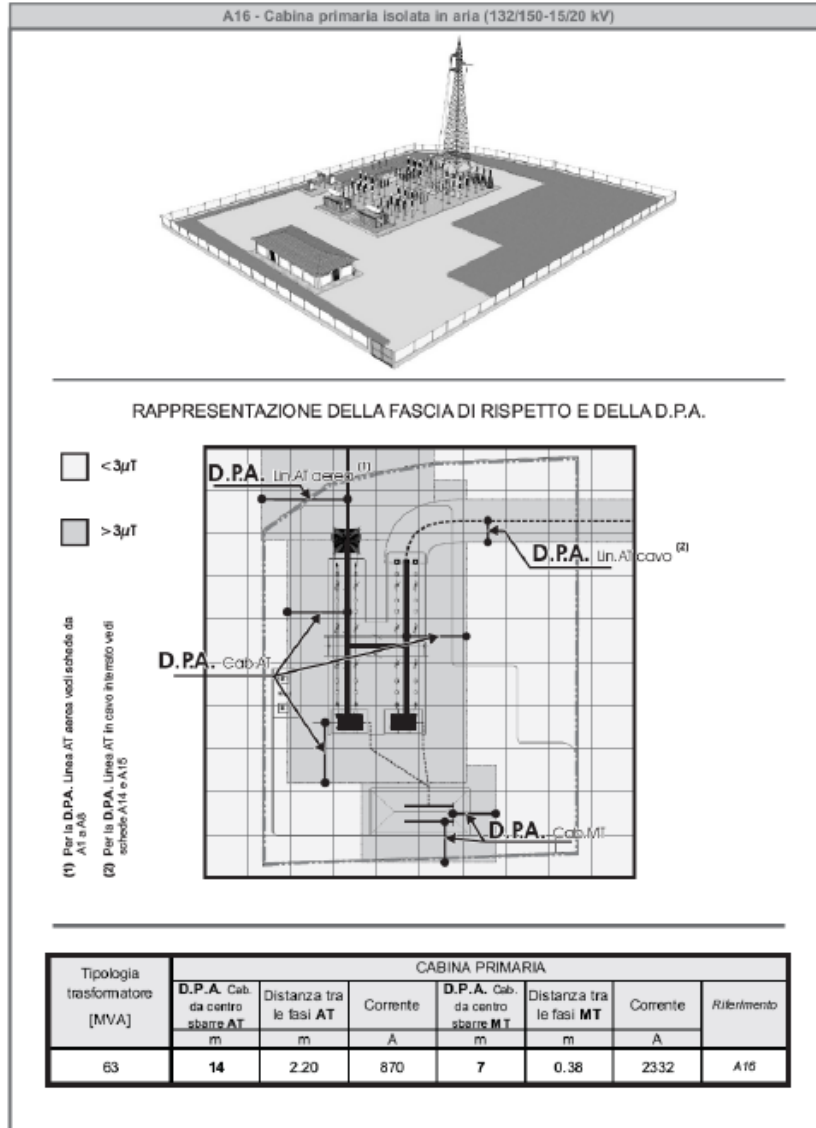 A16 - Cabina primaria isolata in aria (132/150-15/20 kV)
RAPPRESENTAZIONE DELLA FASCIA DI RISPETTO E DELLA D.P.A.
<3µT
>3µT
D.P.A. Lin.AT aerea (1)
D.P.A. Lin.AT cavo (2)
D.P.A. Cab.AT
D.P.A. Cab.MT
(1) Per la D.P.A. Linea AT aerea vedi schede da
A1 a A8
(2) Per la D.P.A. Linea AT in cavo interrato vedi
schede A14 e A15
CABINA PRIMARIA
Tipologia
trasformatore
[MVA]
D.P.A. Cab.
da centro
sbarre AT
Distanza tra
le fasi AT
Corrente
D.P.A. Cab.
da centro
sbarre MT
Distanza tra
le fasi MT
Corrente
Riferimento
m m A m m A
63 14 2.20 870 7 0.38 2332 A16